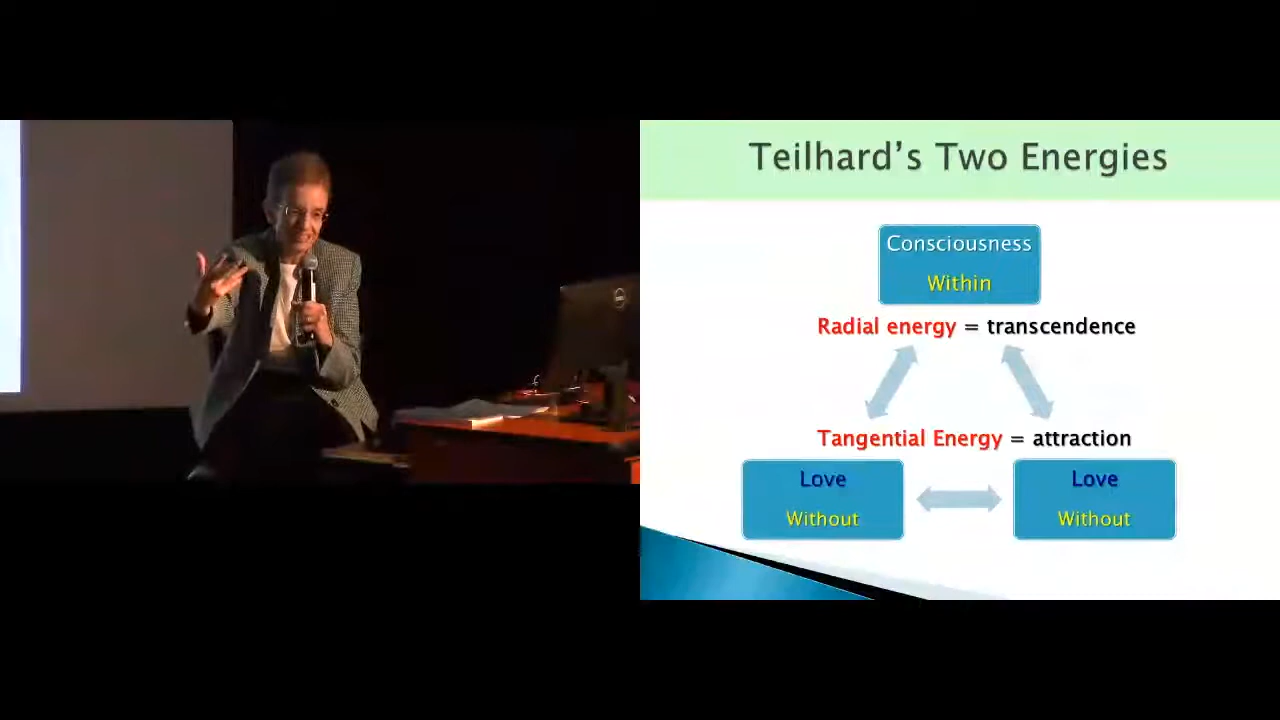 Teilhard's Two Energies
Consciousness
Within
Radial energy = transcendence
Tangential Energy = attraction
Love
Without
Love
Without